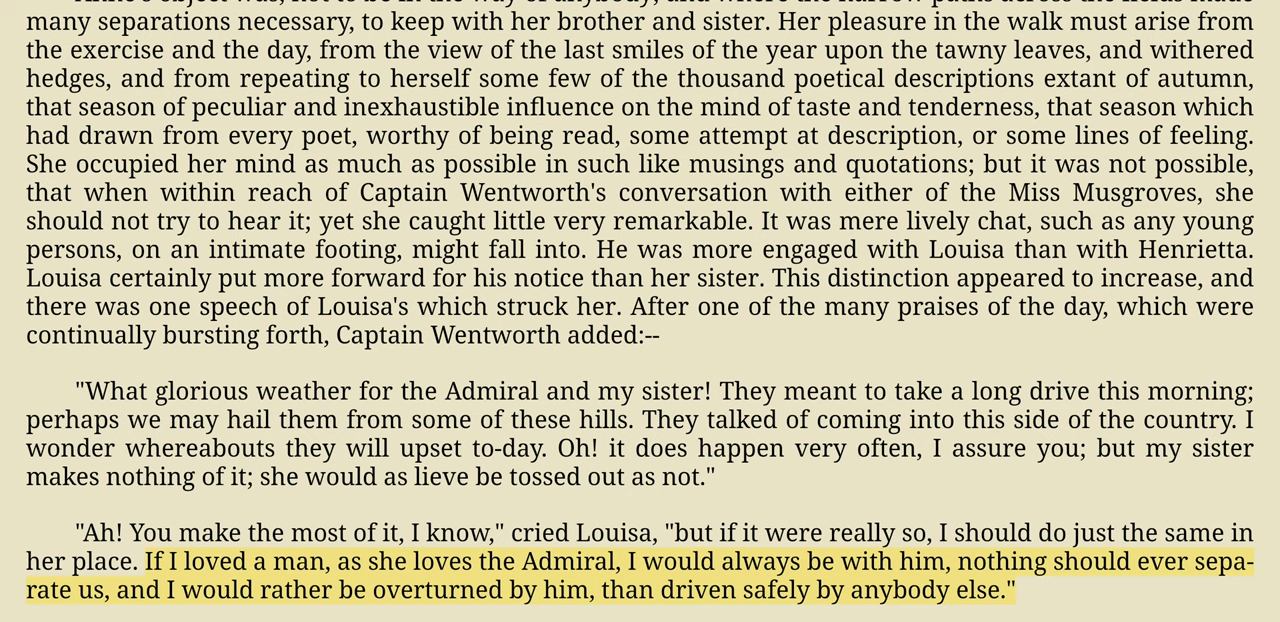 many separations necessary, to keep with her brother and sister. Her pleasure in the walk must arise from
the exercise and the day, from the view of the last smiles of the year upon the tawny leaves, and withered
hedges, and from repeating to herself some few of the thousand poetical descriptions extant of autumn,
that season of peculiar and inexhaustible influence on the mind of taste and tenderness, that season which
had drawn from every poet, worthy of being read, some attempt at description, or some lines of feeling.
She occupied her mind as much as possible in such like musings and quotations; but it was not possible,
that when within reach of Captain Wentworth's conversation with either of the Miss Musgroves, she
should not try to hear it; yet she caught little very remarkable. It was mere lively chat, such as any young
persons, on an intimate footing, might fall into. He was more engaged with Louisa than with Henrietta.
Louisa certainly put more forward for his notice than her sister. This distinction appeared to increase, and
there was one speech of Louisa's which struck her. After one of the many praises of the day, which were
continually bursting forth, Captain Wentworth added:--
"What glorious weather for the Admiral and my sister! They meant to take a long drive this morning;
perhaps we may hail them from some of these hills. They talked of coming into this side of the country. I
wonder whereabouts they will upset to-day. Oh! it does happen very often, I assure you; but my sister
makes nothing of it; she would as lieve be tossed out as not."
"Ah! You make the most of it, I know," cried Louisa, "but if it were really so, I should do just the same in
her place. If I loved a man, as she loves the Admiral, I would always be with him, nothing should ever sepa-
rate us, and I would rather be overturned by him, than driven safely by anybody else."